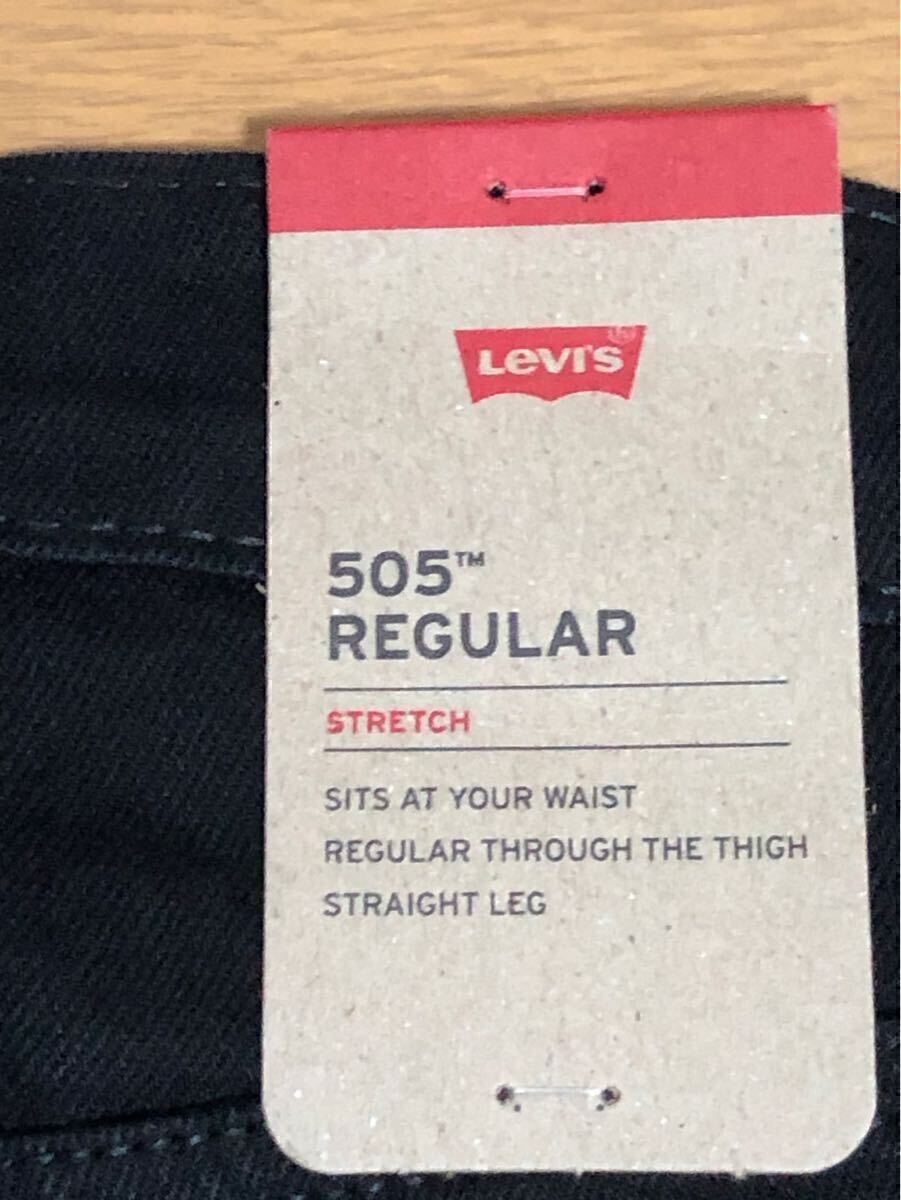 LEVI'S
505™
REGULAR
STRETCH
SITS AT YOUR WAIST
REGULAR THROUGH THE THIGH
STRAIGHT LEG